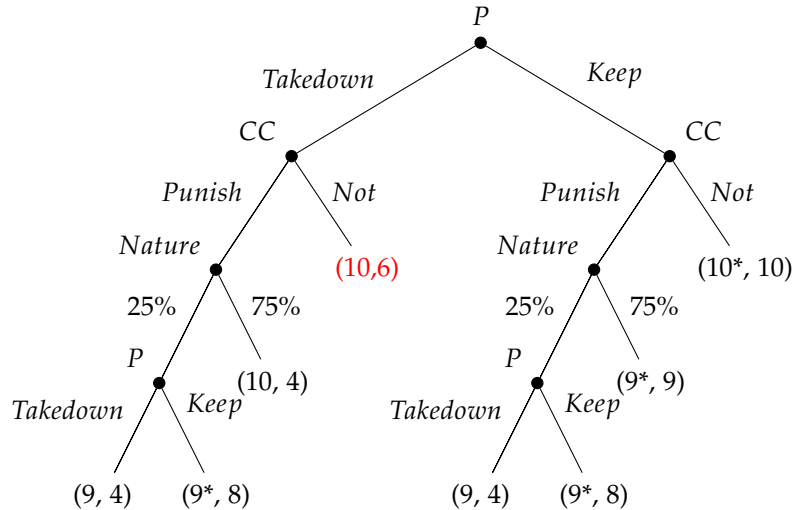 P
Takedown Keep
CC CC
Punish Not Punish Not
Nature Nature
(10,6) (10*, 10)
25% 75% 25% 75%
P P
(10, 4) (9*, 9)
Takedown Keep Takedown Keep
(9, 4) (9*, 8) (9, 4) (9*, 8)